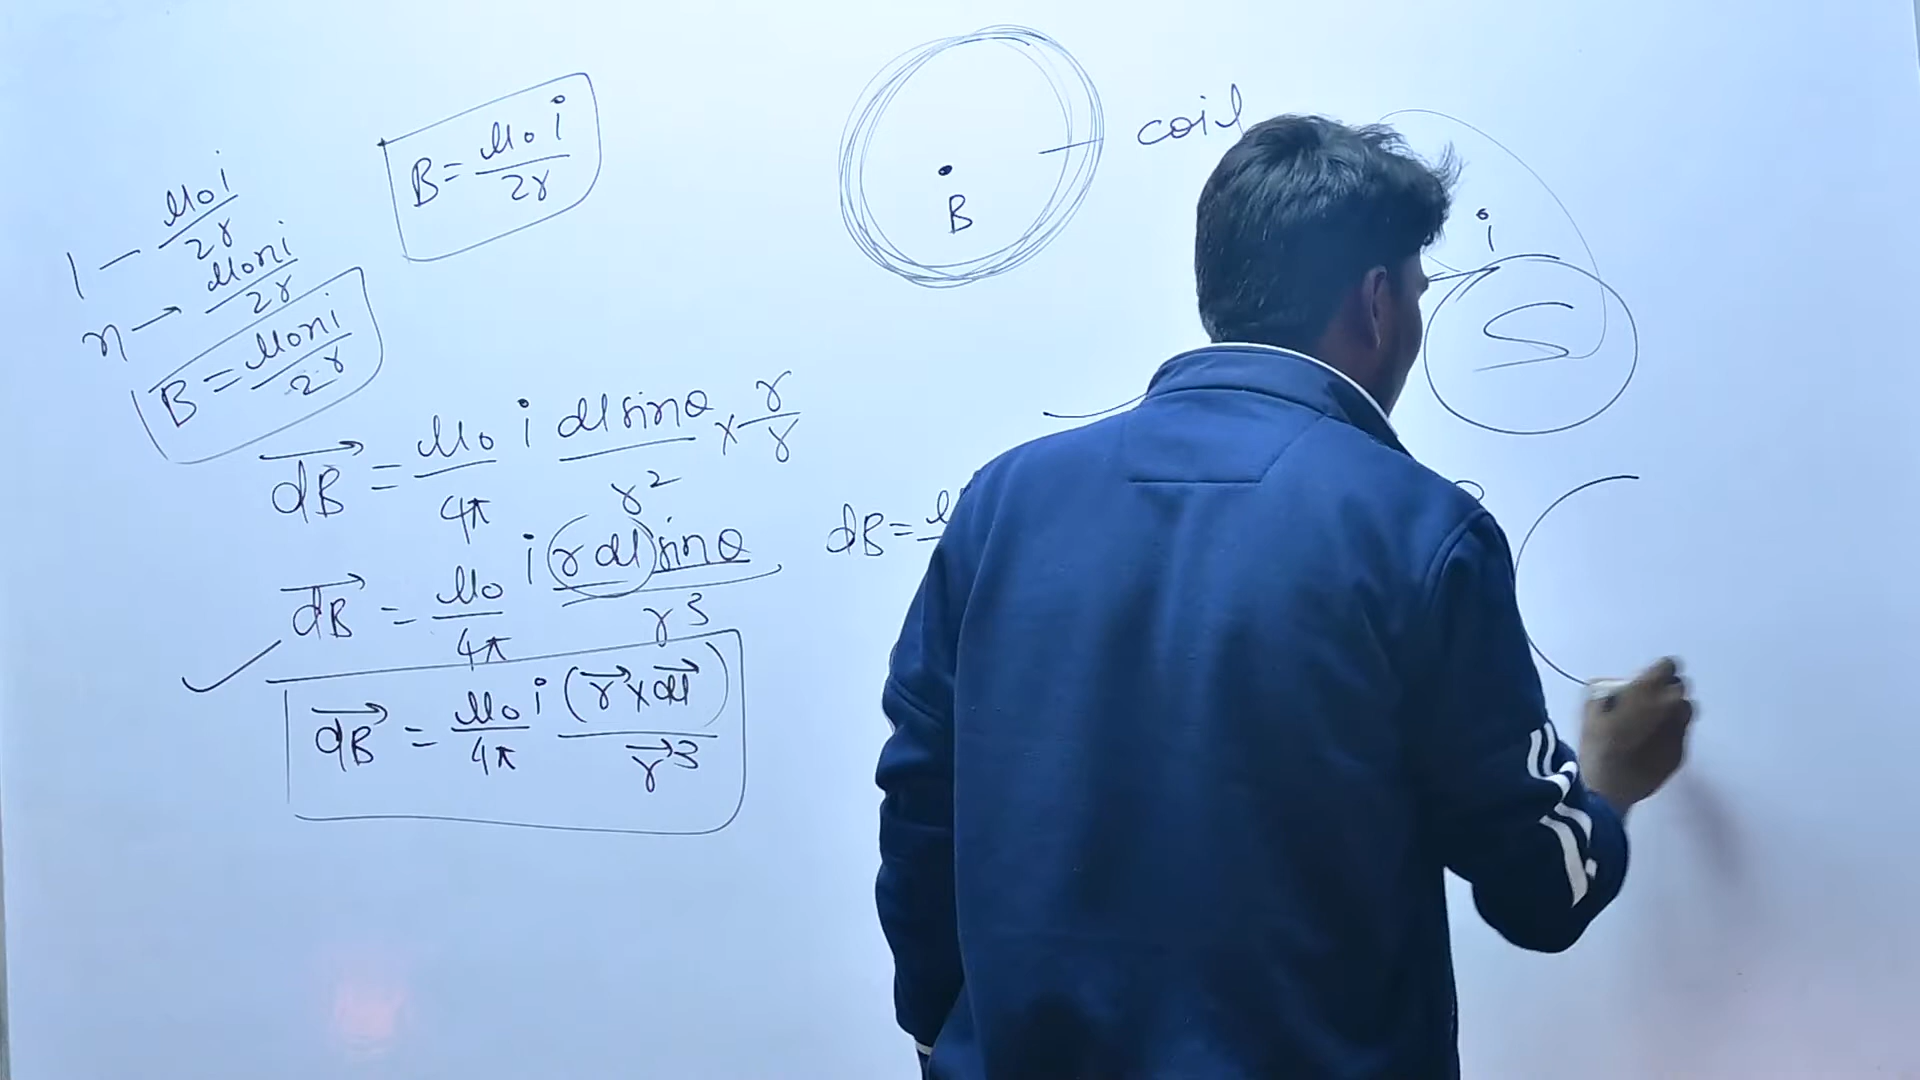 1 — μ₀i/2r
n → μ₀ni/2r
B = μ₀ni/2r
B = μ₀i/2r
B
coil
i
S
dB⃗ = μ₀/4π i dl sinθ/r² × r/r
dB⃗ = μ₀/4π i (r dl) sinθ/r³
dB⃗ = μ₀/4π i (r⃗ × dl⃗)/r⃗³
dB =